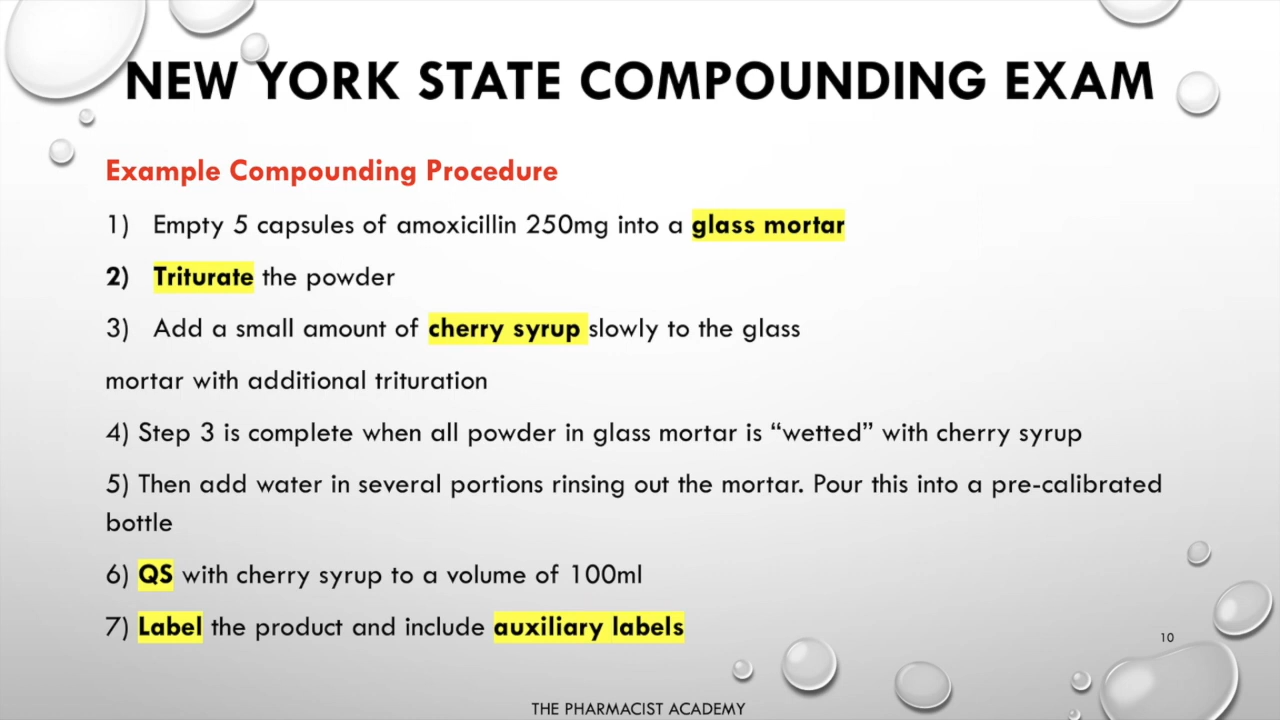 NEW YORK STATE COMPOUNDING EXAM
Example Compounding Procedure
1) Empty 5 capsules of amoxicillin 250mg into a glass mortar
2) Triturate the powder
3) Add a small amount of cherry syrup slowly to the glass
mortar with additional trituration
4) Step 3 is complete when all powder in glass mortar is “wetted” with cherry syrup
5) Then add water in several portions rinsing out the mortar. Pour this into a pre-calibrated
bottle
6) QS with cherry syrup to a volume of 100ml
7) Label the product and include auxiliary labels
10
THE PHARMACIST ACADEMY